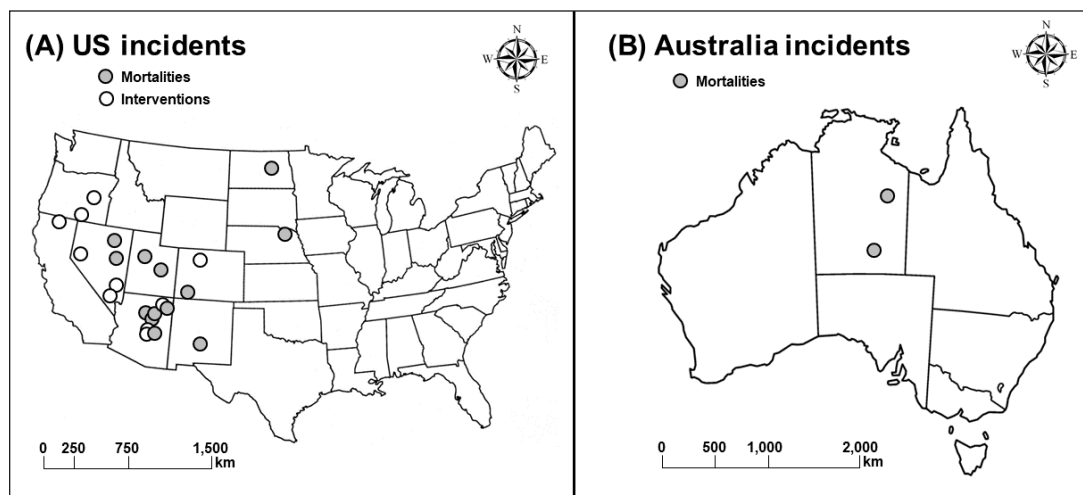 (A) US incidents
Mortalities
Interventions
N
W E
S
0 250 750 1,500
km
(B) Australia incidents
Mortalities
N
W E
S
0 500 1,000 2,000
km